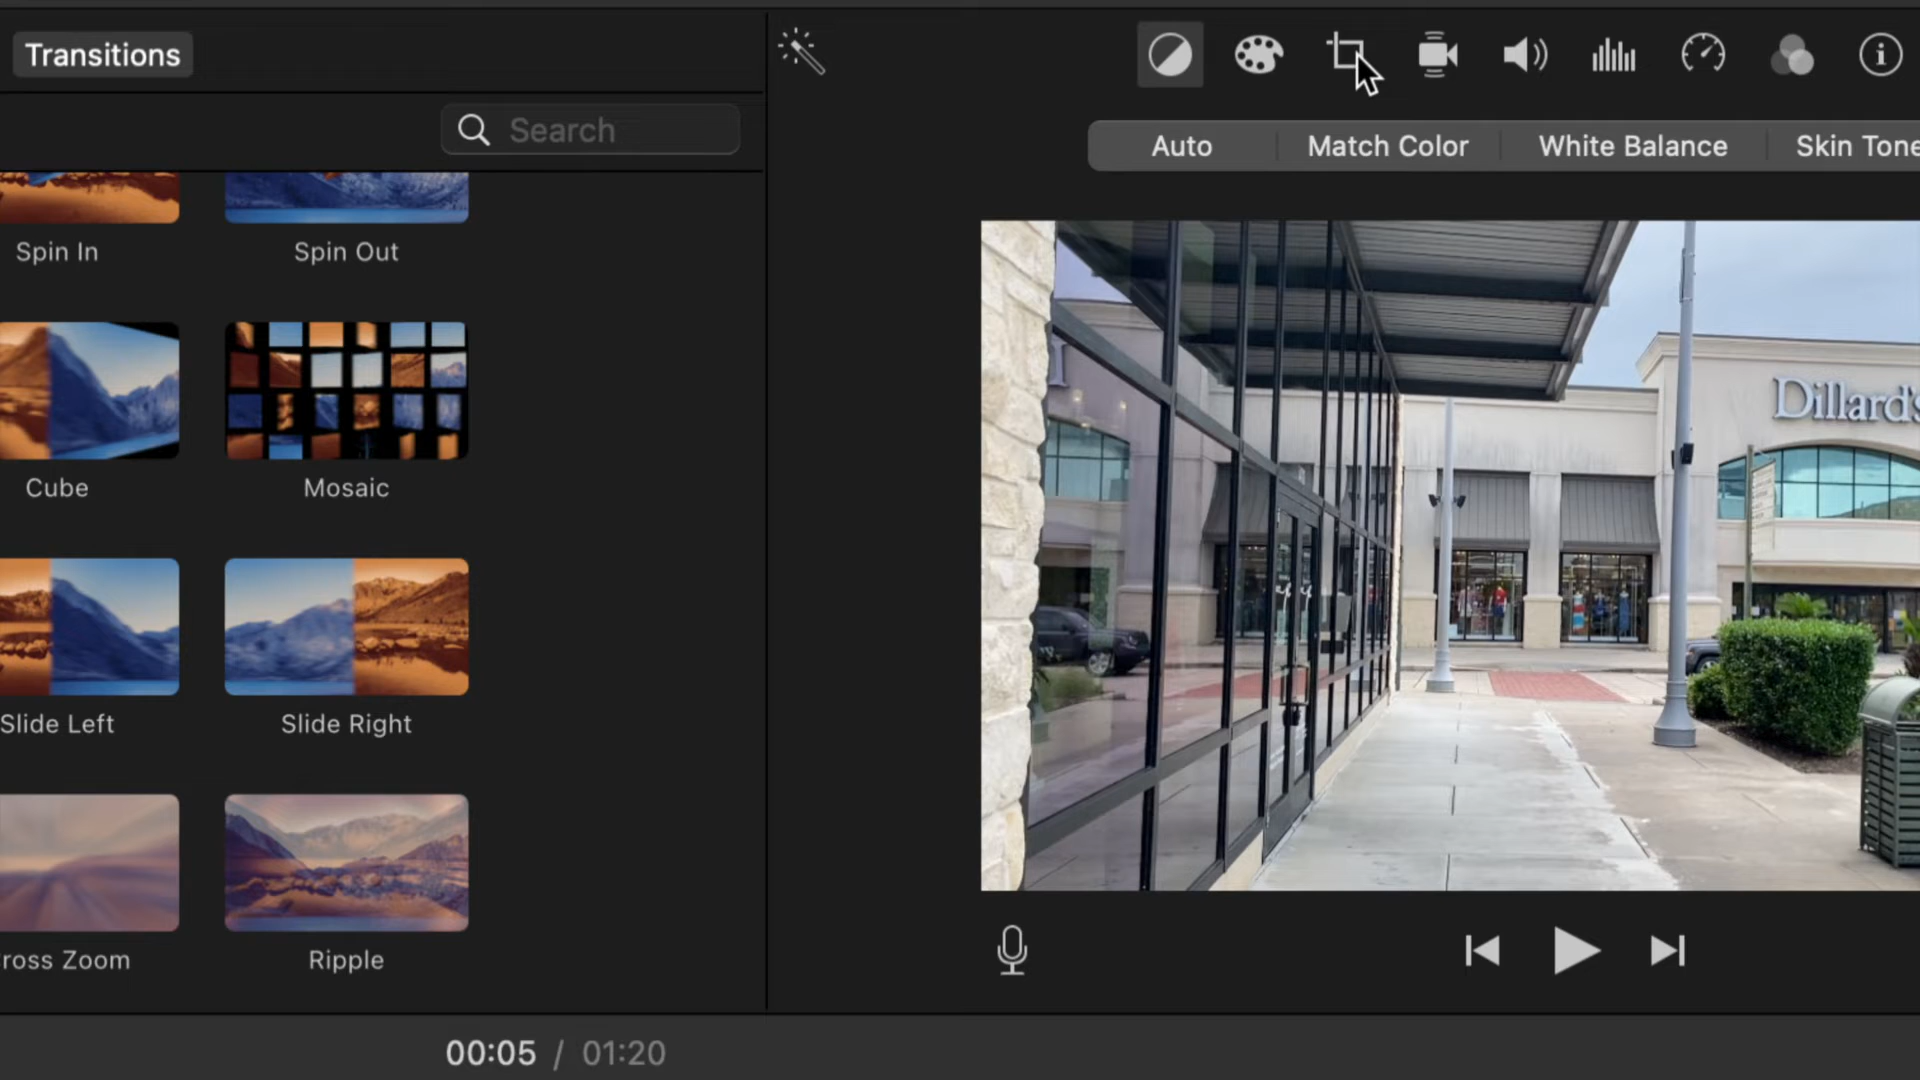 Transitions
Search
Auto
Match Color
White Balance
Skin Tone
Spin In
Spin Out
Dillard's
Cube
Mosaic
Slide Left
Slide Right
ross Zoom
Ripple
00:05 / 01:20